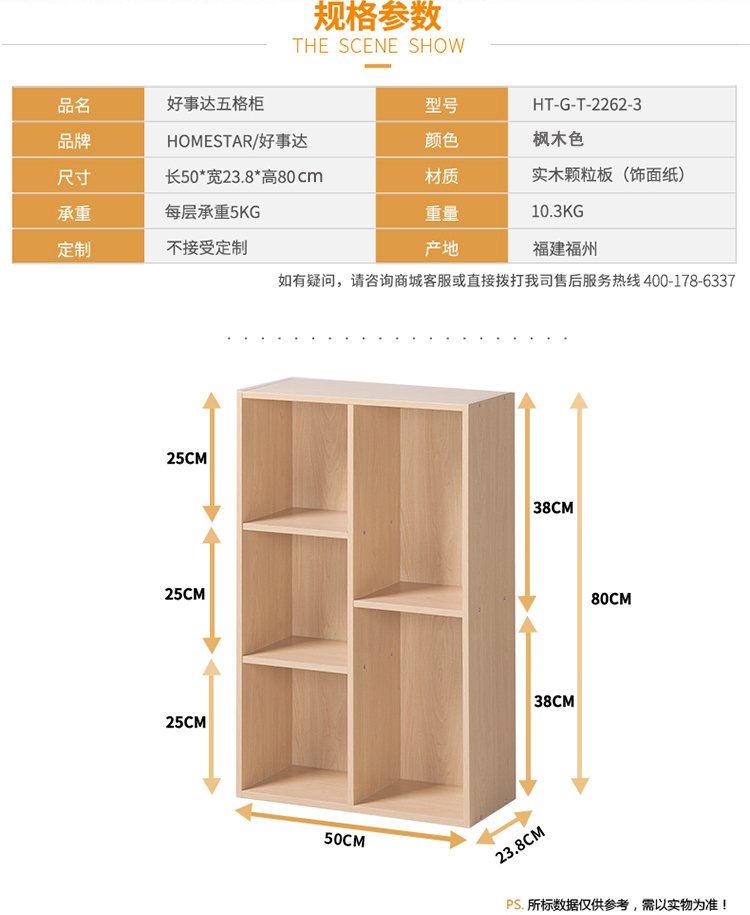 规格参数
THE SCENE SHOW
品名 好事达五格柜 型号 HT-G-T-2262-3
品牌 HOMESTAR/好事达 颜色 枫木色
尺寸 长50*宽23.8*高80cm 材质 实木颗粒板（饰面纸）
承重 每层承重5KG 重量 10.3KG
定制 不接受定制 产地 福建福州
如有疑问，请咨询商城客服或直接拨打我司售后服务热线 400-178-6337
25CM
38CM
25CM
80CM
38CM
25CM
50CM
23.8CM
PS. 所标数据仅供参考，需以实物为准！